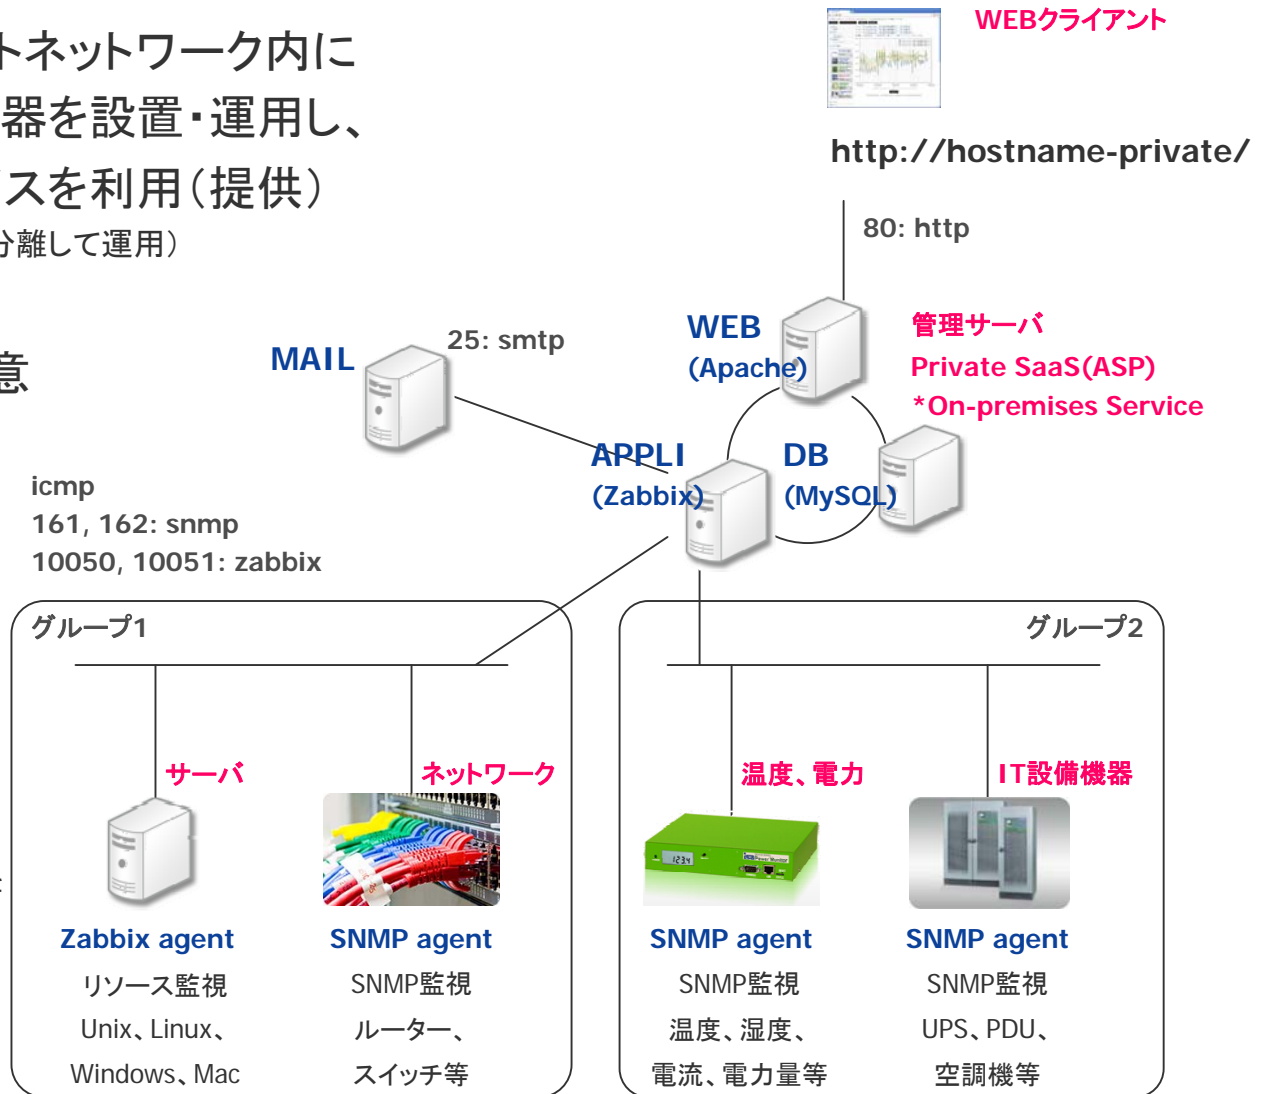 WEBクライアント
トネットワーク内に
器を設置・運用し、
スを利用（提供）
分離して運用）
意
http://hostname-private/
80: http
WEB
(Apache)
管理サーバ
Private SaaS(ASP)
*On-premises Service
MAIL
25: smtp
APPLI
(Zabbix)
DB
(MySQL)
icmp
161, 162: snmp
10050, 10051: zabbix
グループ1
サーバ
Zabbix agent
リソース監視
Unix、Linux、
Windows、Mac
ネットワーク
SNMP agent
SNMP監視
ルーター、
スイッチ等
グループ2
温度、電力
1234
Power Monitor
SNMP agent
SNMP監視
温度、湿度、
電流、電力量等
IT設備機器
SNMP agent
SNMP監視
UPS、PDU、
空調機等